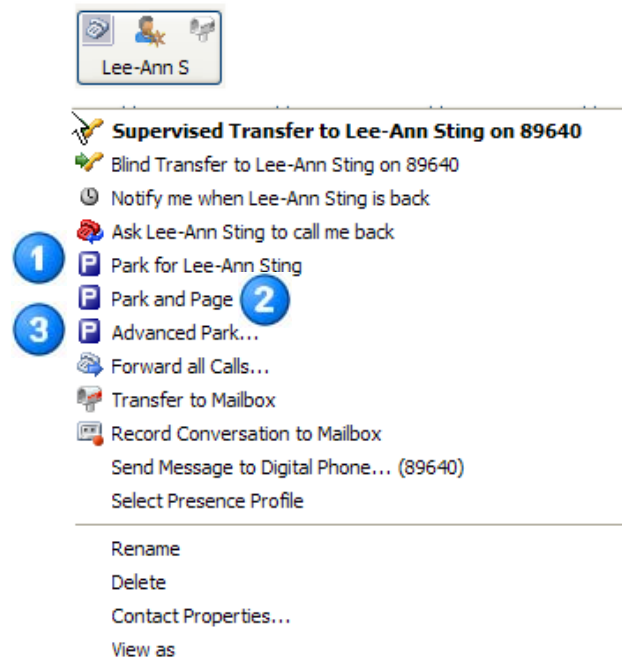 Lee-Ann S
Supervised Transfer to Lee-Ann Sting on 89640
Blind Transfer to Lee-Ann Sting on 89640
Notify me when Lee-Ann Sting is back
Ask Lee-Ann Sting to call me back
1 P Park for Lee-Ann Sting
P Park and Page 2
3 P Advanced Park...
Forward all Calls...
Transfer to Mailbox
Record Conversation to Mailbox
Send Message to Digital Phone... (89640)
Select Presence Profile
Rename
Delete
Contact Properties...
View as